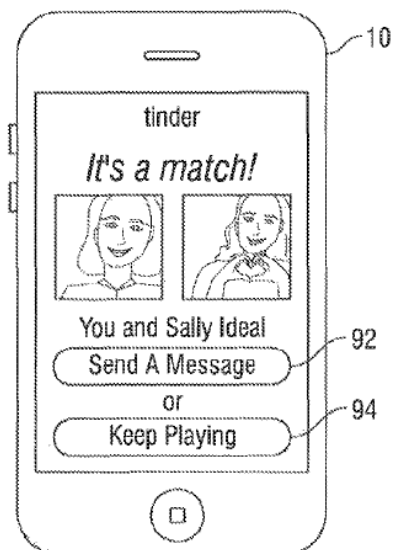 10
tinder
It's a match!
You and Sally Ideal
Send A Message
92
or
Keep Playing
94